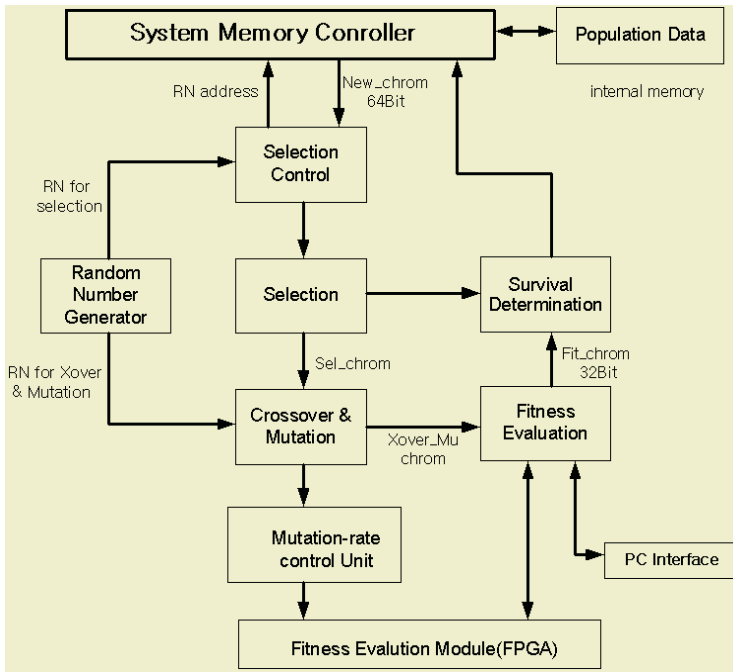 System Memory Conroller
Population Data
internal memory
RN address
New_chrom
64Bit
Selection
Control
RN for
selection
Random
Number
Generator
Selection
Survival
Determination
RN for Xover
& Mutation
Sel_chrom
Fit_chrom
32Bit
Crossover &
Mutation
Xover_Mu
chrom
Fitness
Evaluation
Mutation-rate
control Unit
PC Interface
Fitness Evalution Module(FPGA)